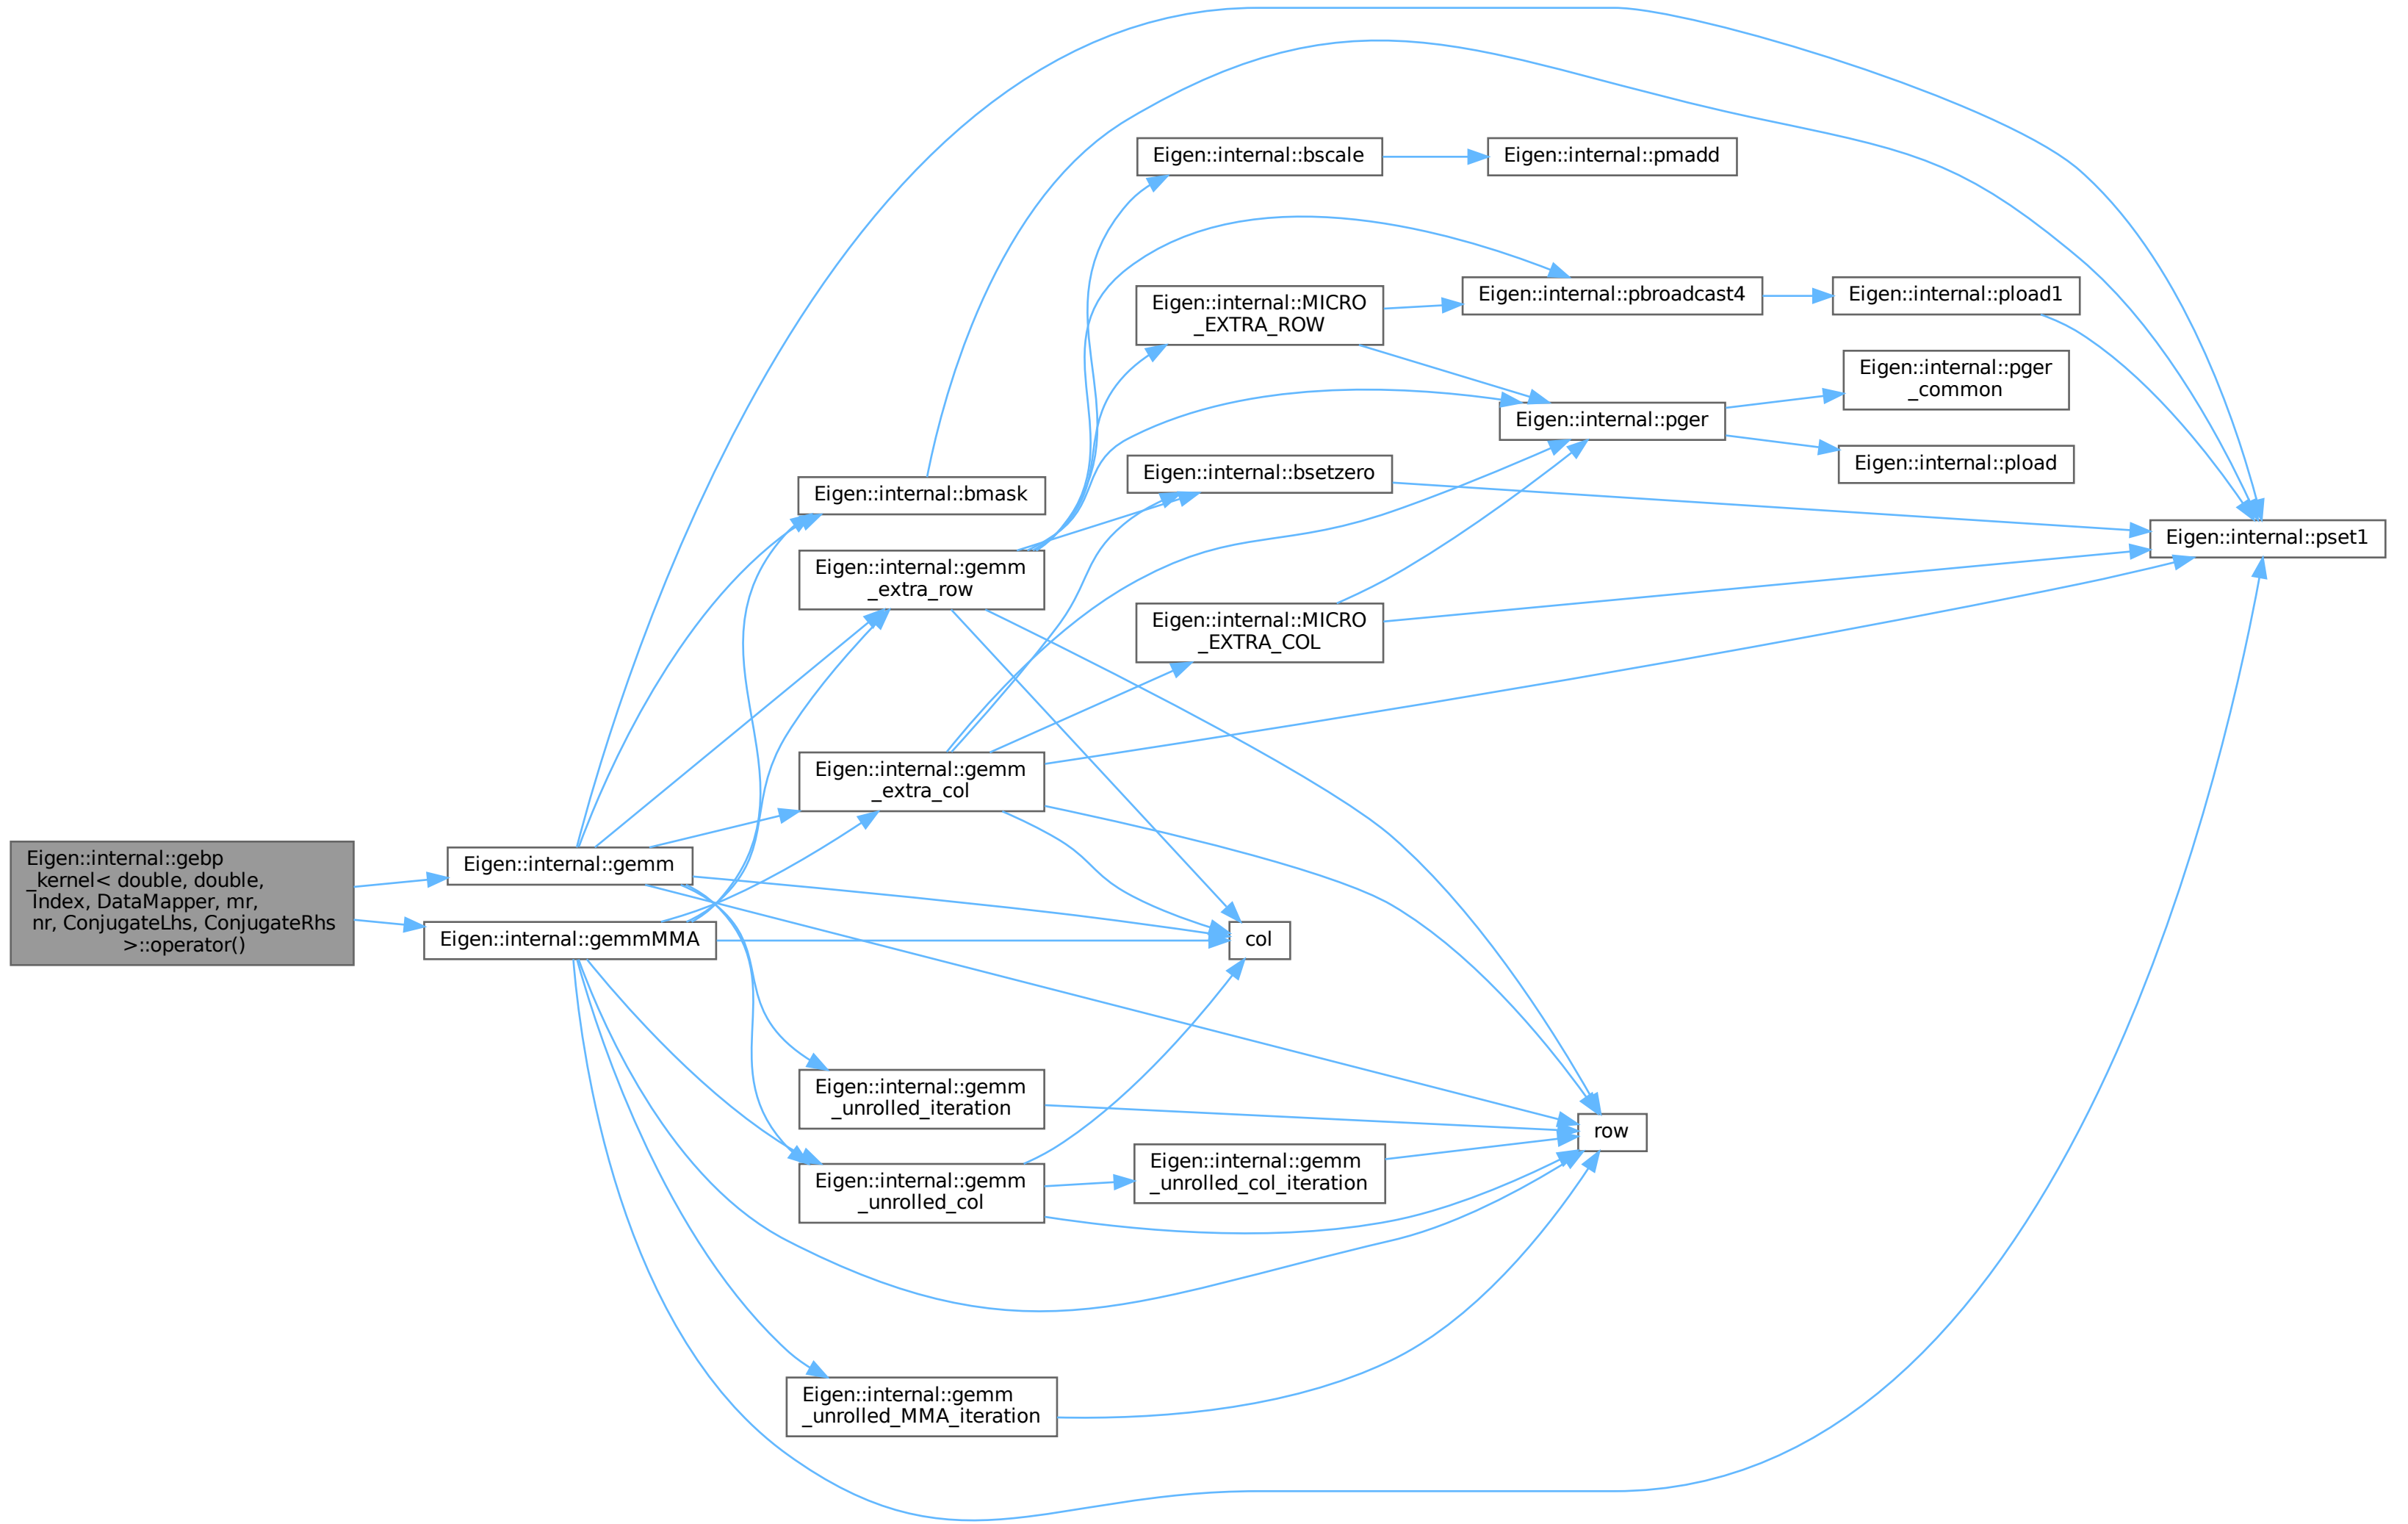 Eigen::internal::gebp
_kernel< double, double,
Index, DataMapper, mr,
nr, ConjugateLhs, ConjugateRhs
>::operator()
Eigen::internal::gemm
Eigen::internal::gemmMMA
Eigen::internal::bmask
Eigen::internal::gemm
_extra_row
Eigen::internal::gemm
_extra_col
Eigen::internal::gemm
_unrolled_iteration
Eigen::internal::gemm
_unrolled_col
Eigen::internal::gemm
_unrolled_MMA_iteration
Eigen::internal::bscale
Eigen::internal::MICRO
_EXTRA_ROW
Eigen::internal::bsetzero
Eigen::internal::MICRO
_EXTRA_COL
col
Eigen::internal::gemm
_unrolled_col_iteration
Eigen::internal::pmadd
Eigen::internal::pbroadcast4
Eigen::internal::pger
row
Eigen::internal::pload1
Eigen::internal::pger
_common
Eigen::internal::pload
Eigen::internal::pset1